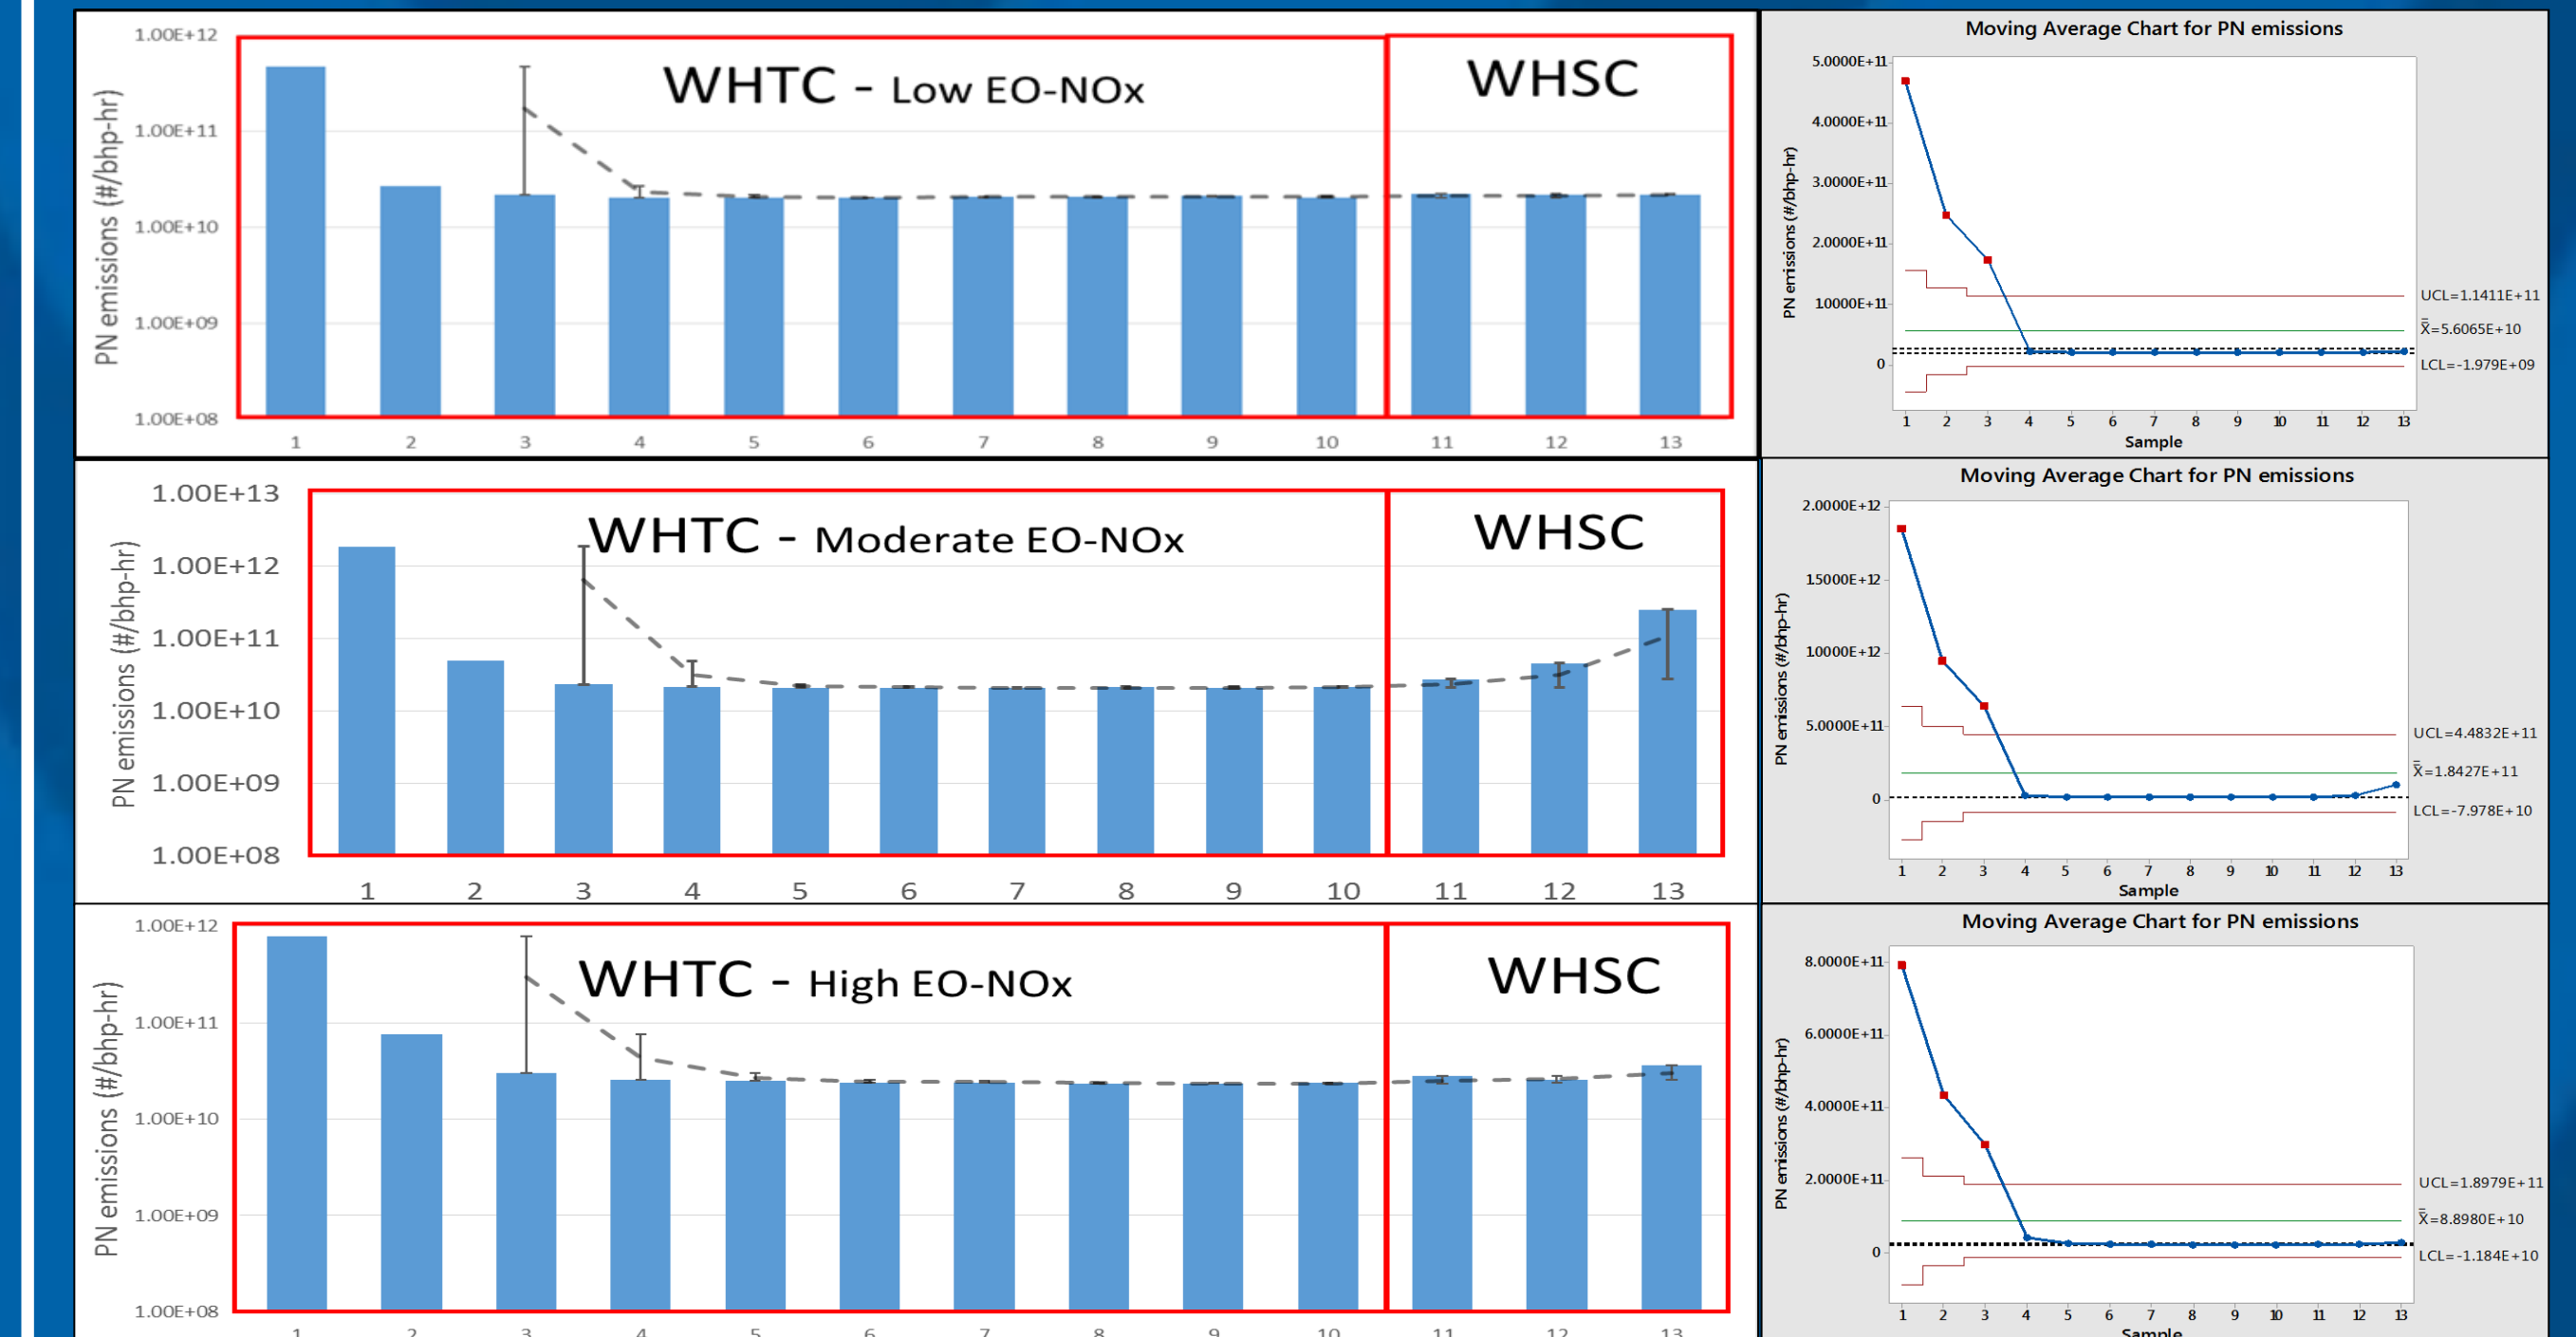 WHTC - Low EO-NOx
WHSC
PN emissions (#/bhp-hr)
1.00E+12
1.00E+11
1.00E+10
1.00E+09
1.00E+08
1 2 3 4 5 6 7 8 9 10 11 12 13
Moving Average Chart for PN emissions
PN emissions (#/bhp-hr)
5.0000E+11
4.0000E+11
3.0000E+11
2.0000E+11
1.0000E+11
0
UCL=1.1411E+11
X̿=5.6065E+10
LCL=-1.979E+09
1 2 3 4 5 6 7 8 9 10 11 12 13
Sample
WHTC - Moderate EO-NOx
WHSC
PN emissions (#/bhp-hr)
1.00E+13
1.00E+12
1.00E+11
1.00E+10
1.00E+09
1.00E+08
1 2 3 4 5 6 7 8 9 10 11 12 13
Moving Average Chart for PN emissions
PN emissions (#/bhp-hr)
2.0000E+12
1.5000E+12
1.0000E+12
5.0000E+11
0
UCL=4.4832E+11
X̿=1.8427E+11
LCL=-7.978E+10
1 2 3 4 5 6 7 8 9 10 11 12 13
Sample
WHTC - High EO-NOx
WHSC
PN emissions (#/bhp-hr)
1.00E+12
1.00E+11
1.00E+10
1.00E+09
1.00E+08
1 2 3 4 5 6 7 8 9 10 11 12 13
Moving Average Chart for PN emissions
PN emissions (#/bhp-hr)
8.0000E+11
6.0000E+11
4.0000E+11
2.0000E+11
0
UCL=1.8979E+11
X̿=8.8980E+10
LCL=-1.184E+10
1 2 3 4 5 6 7 8 9 10 11 12 13
Sample